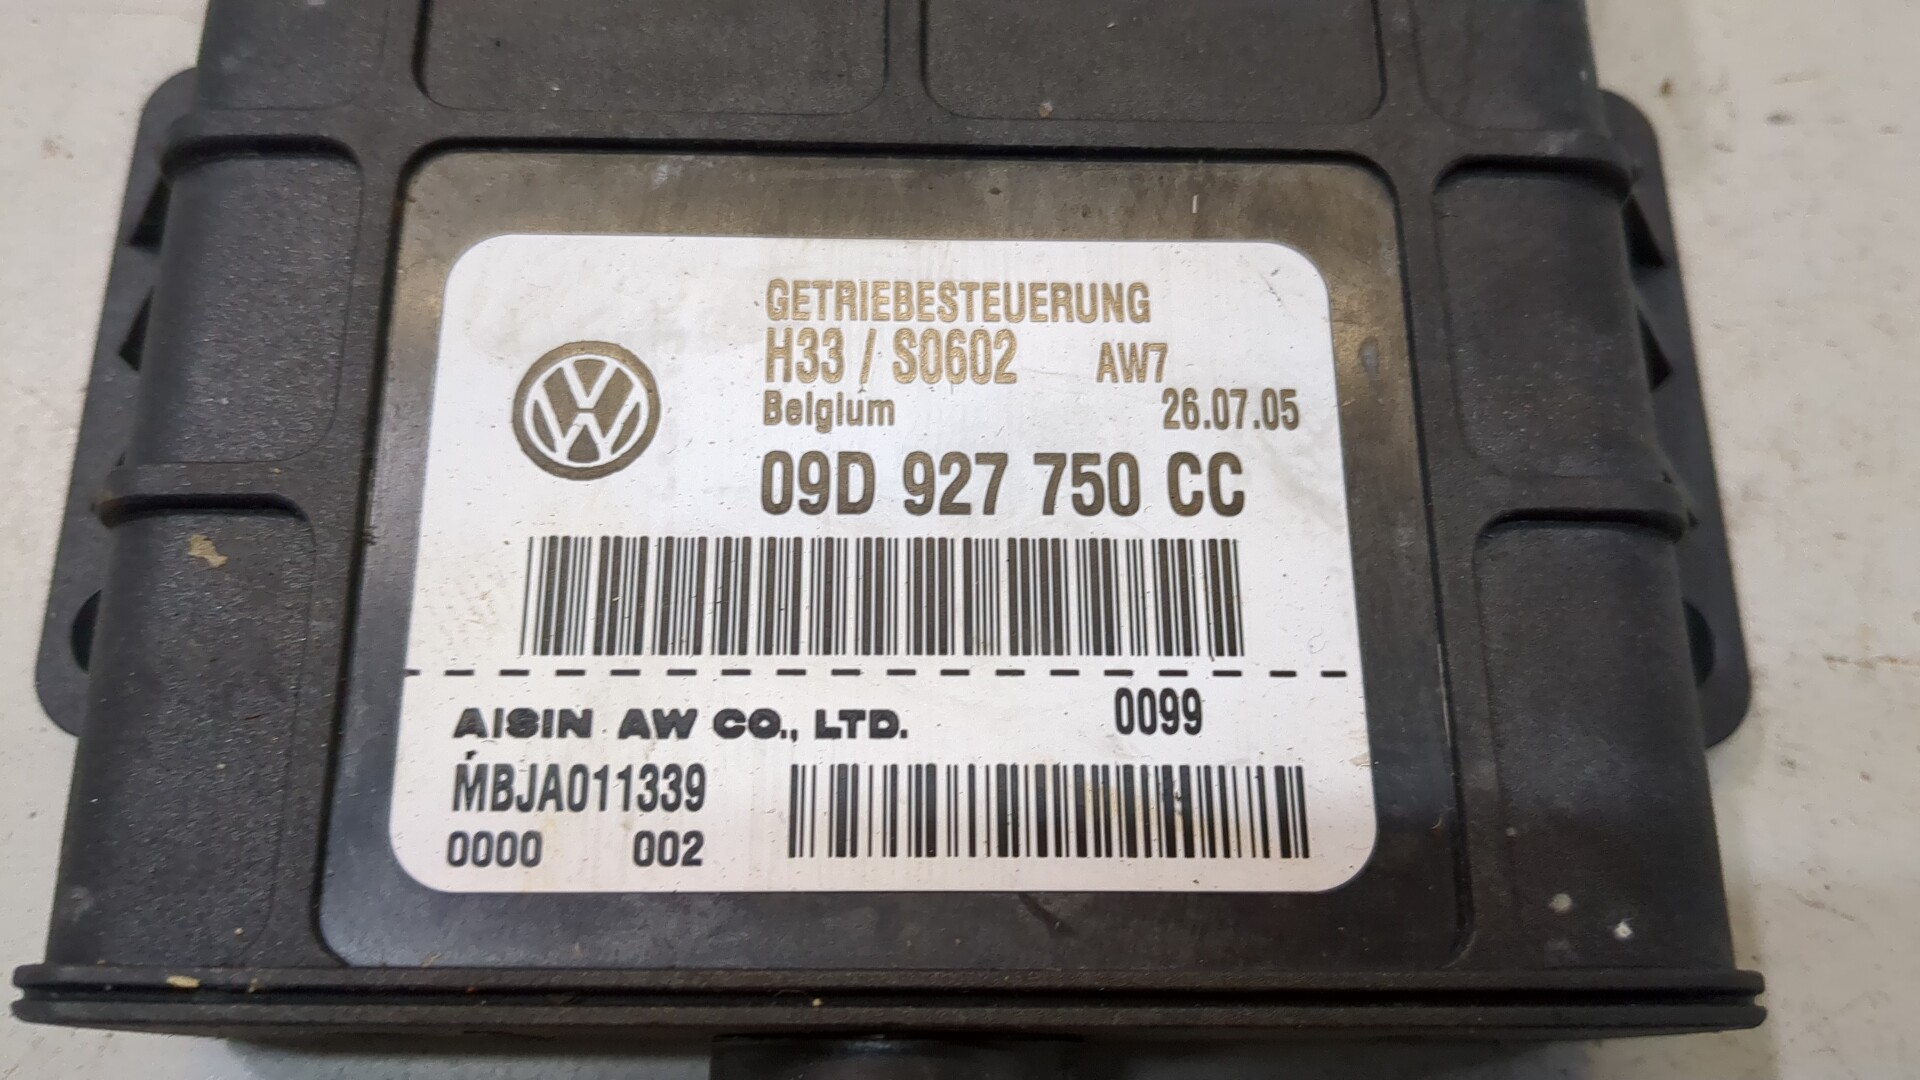 GETRIEBESTEUERUNG
H33 / S0602 AW7
Belgium 26.07.05
09D 927 750 CC
AISIN AW CO., LTD. 0099
MBJA011339
0000 002